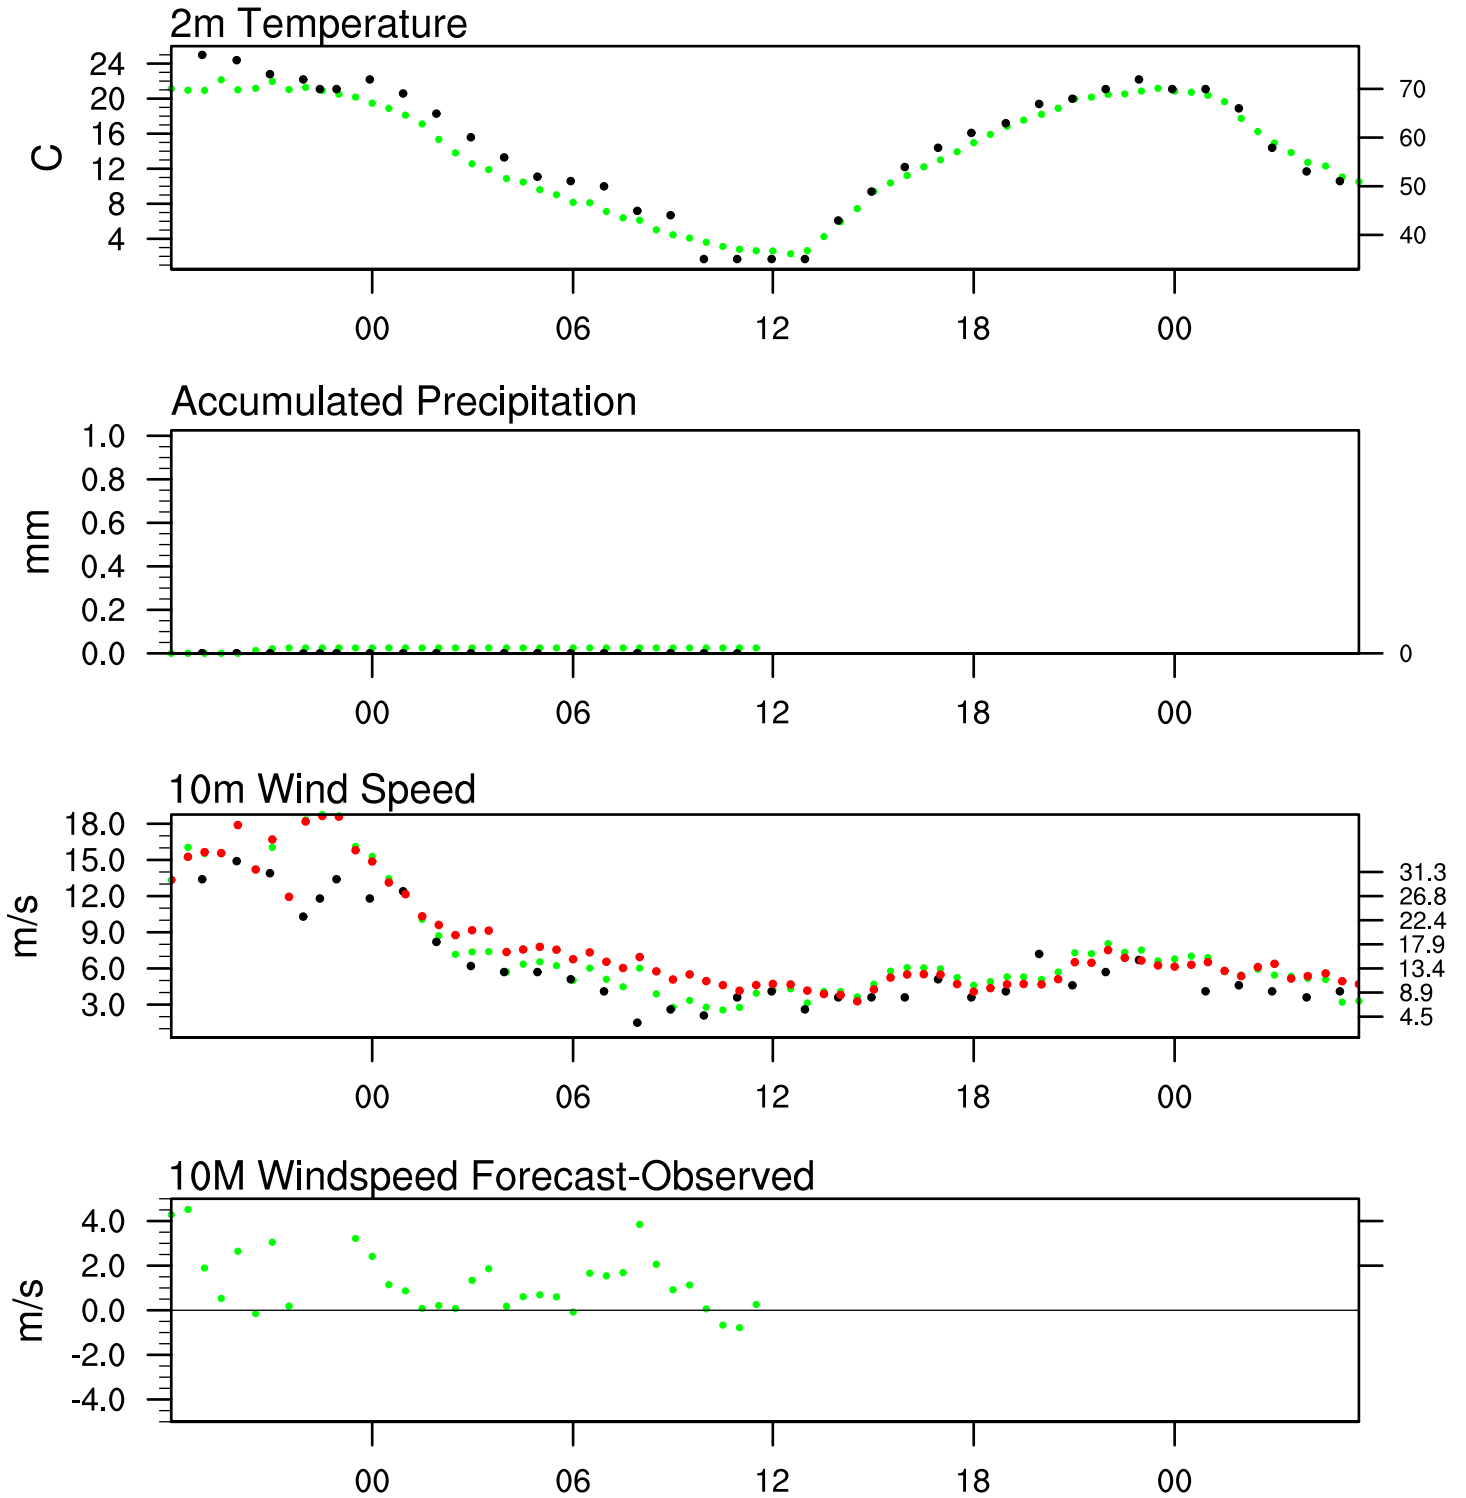 2m Temperature
24
20
16
12
8
4
C
70
60
50
40
00 06 12 18 00
Accumulated Precipitation
1.0
0.8
0.6
0.4
0.2
0.0
mm
0
00 06 12 18 00
10m Wind Speed
18.0
15.0
12.0
9.0
6.0
3.0
m/s
31.3
26.8
22.4
17.9
13.4
8.9
4.5
00 06 12 18 00
10M Windspeed Forecast-Observed
4.0
2.0
0.0
-2.0
-4.0
m/s
00 06 12 18 00